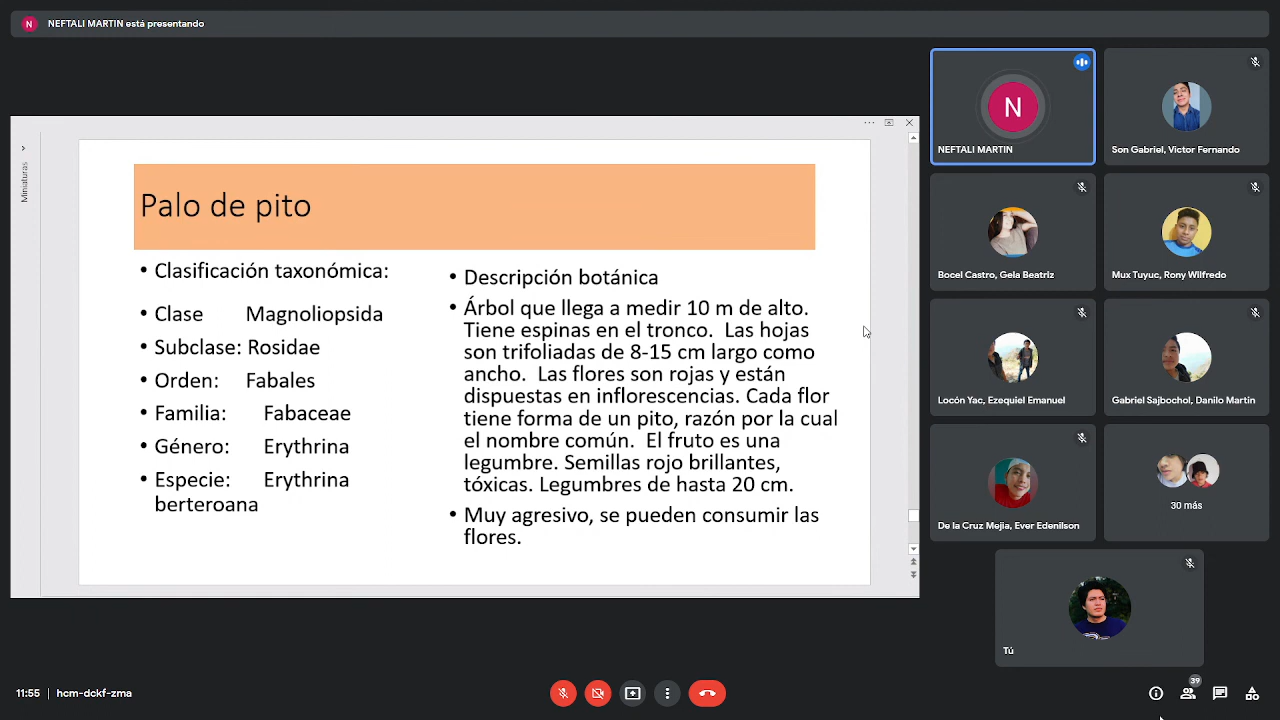 N NEFTALI MARTIN está presentando
Miniaturas
Palo de pito
• Clasificación taxonómica:
• Clase Magnoliopsida
• Subclase: Rosidae
• Orden: Fabales
• Familia: Fabaceae
• Género: Erythrina
• Especie: Erythrina
berteroana
• Descripción botánica
• Árbol que llega a medir 10 m de alto.
Tiene espinas en el tronco. Las hojas
son trifoliadas de 8-15 cm largo como
ancho. Las flores son rojas y están
dispuestas en inflorescencias. Cada flor
tiene forma de un pito, razón por la cual
el nombre común. El fruto es una
legumbre. Semillas rojo brillantes,
tóxicas. Legumbres de hasta 20 cm.
• Muy agresivo, se pueden consumir las
flores.
N
NEFTALI MARTIN
Son Gabriel, Victor Fernando
Bocel Castro, Gela Beatriz
Mux Tuyuc, Rony Wilfredo
Locón Yac, Ezequiel Emanuel
Gabriel Sajbochol, Danilo Martin
De la Cruz Mejia, Ever Edenilson
30 más
Tú
11:55 | hcm-dckf-zma
39